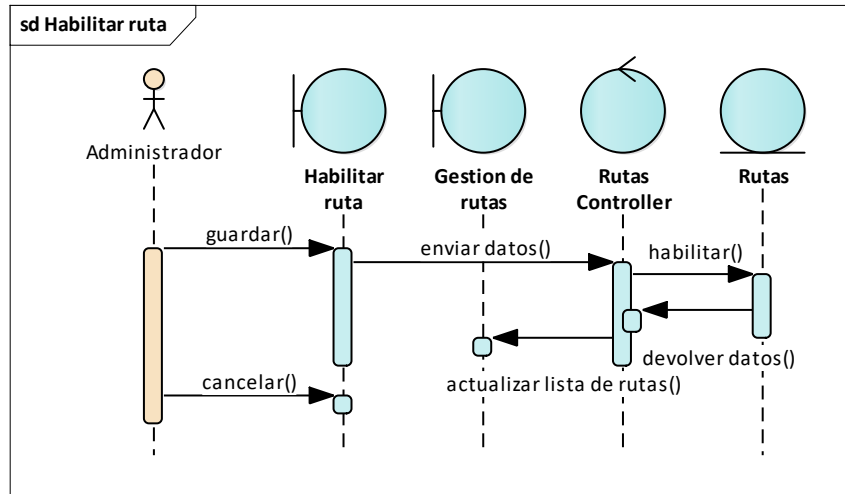 sd Habilitar ruta
Administrador
Habilitar
ruta
Gestion de
rutas
Rutas
Controller
Rutas
guardar()
enviar datos()
habilitar()
devolver datos()
actualizar lista de rutas()
cancelar()